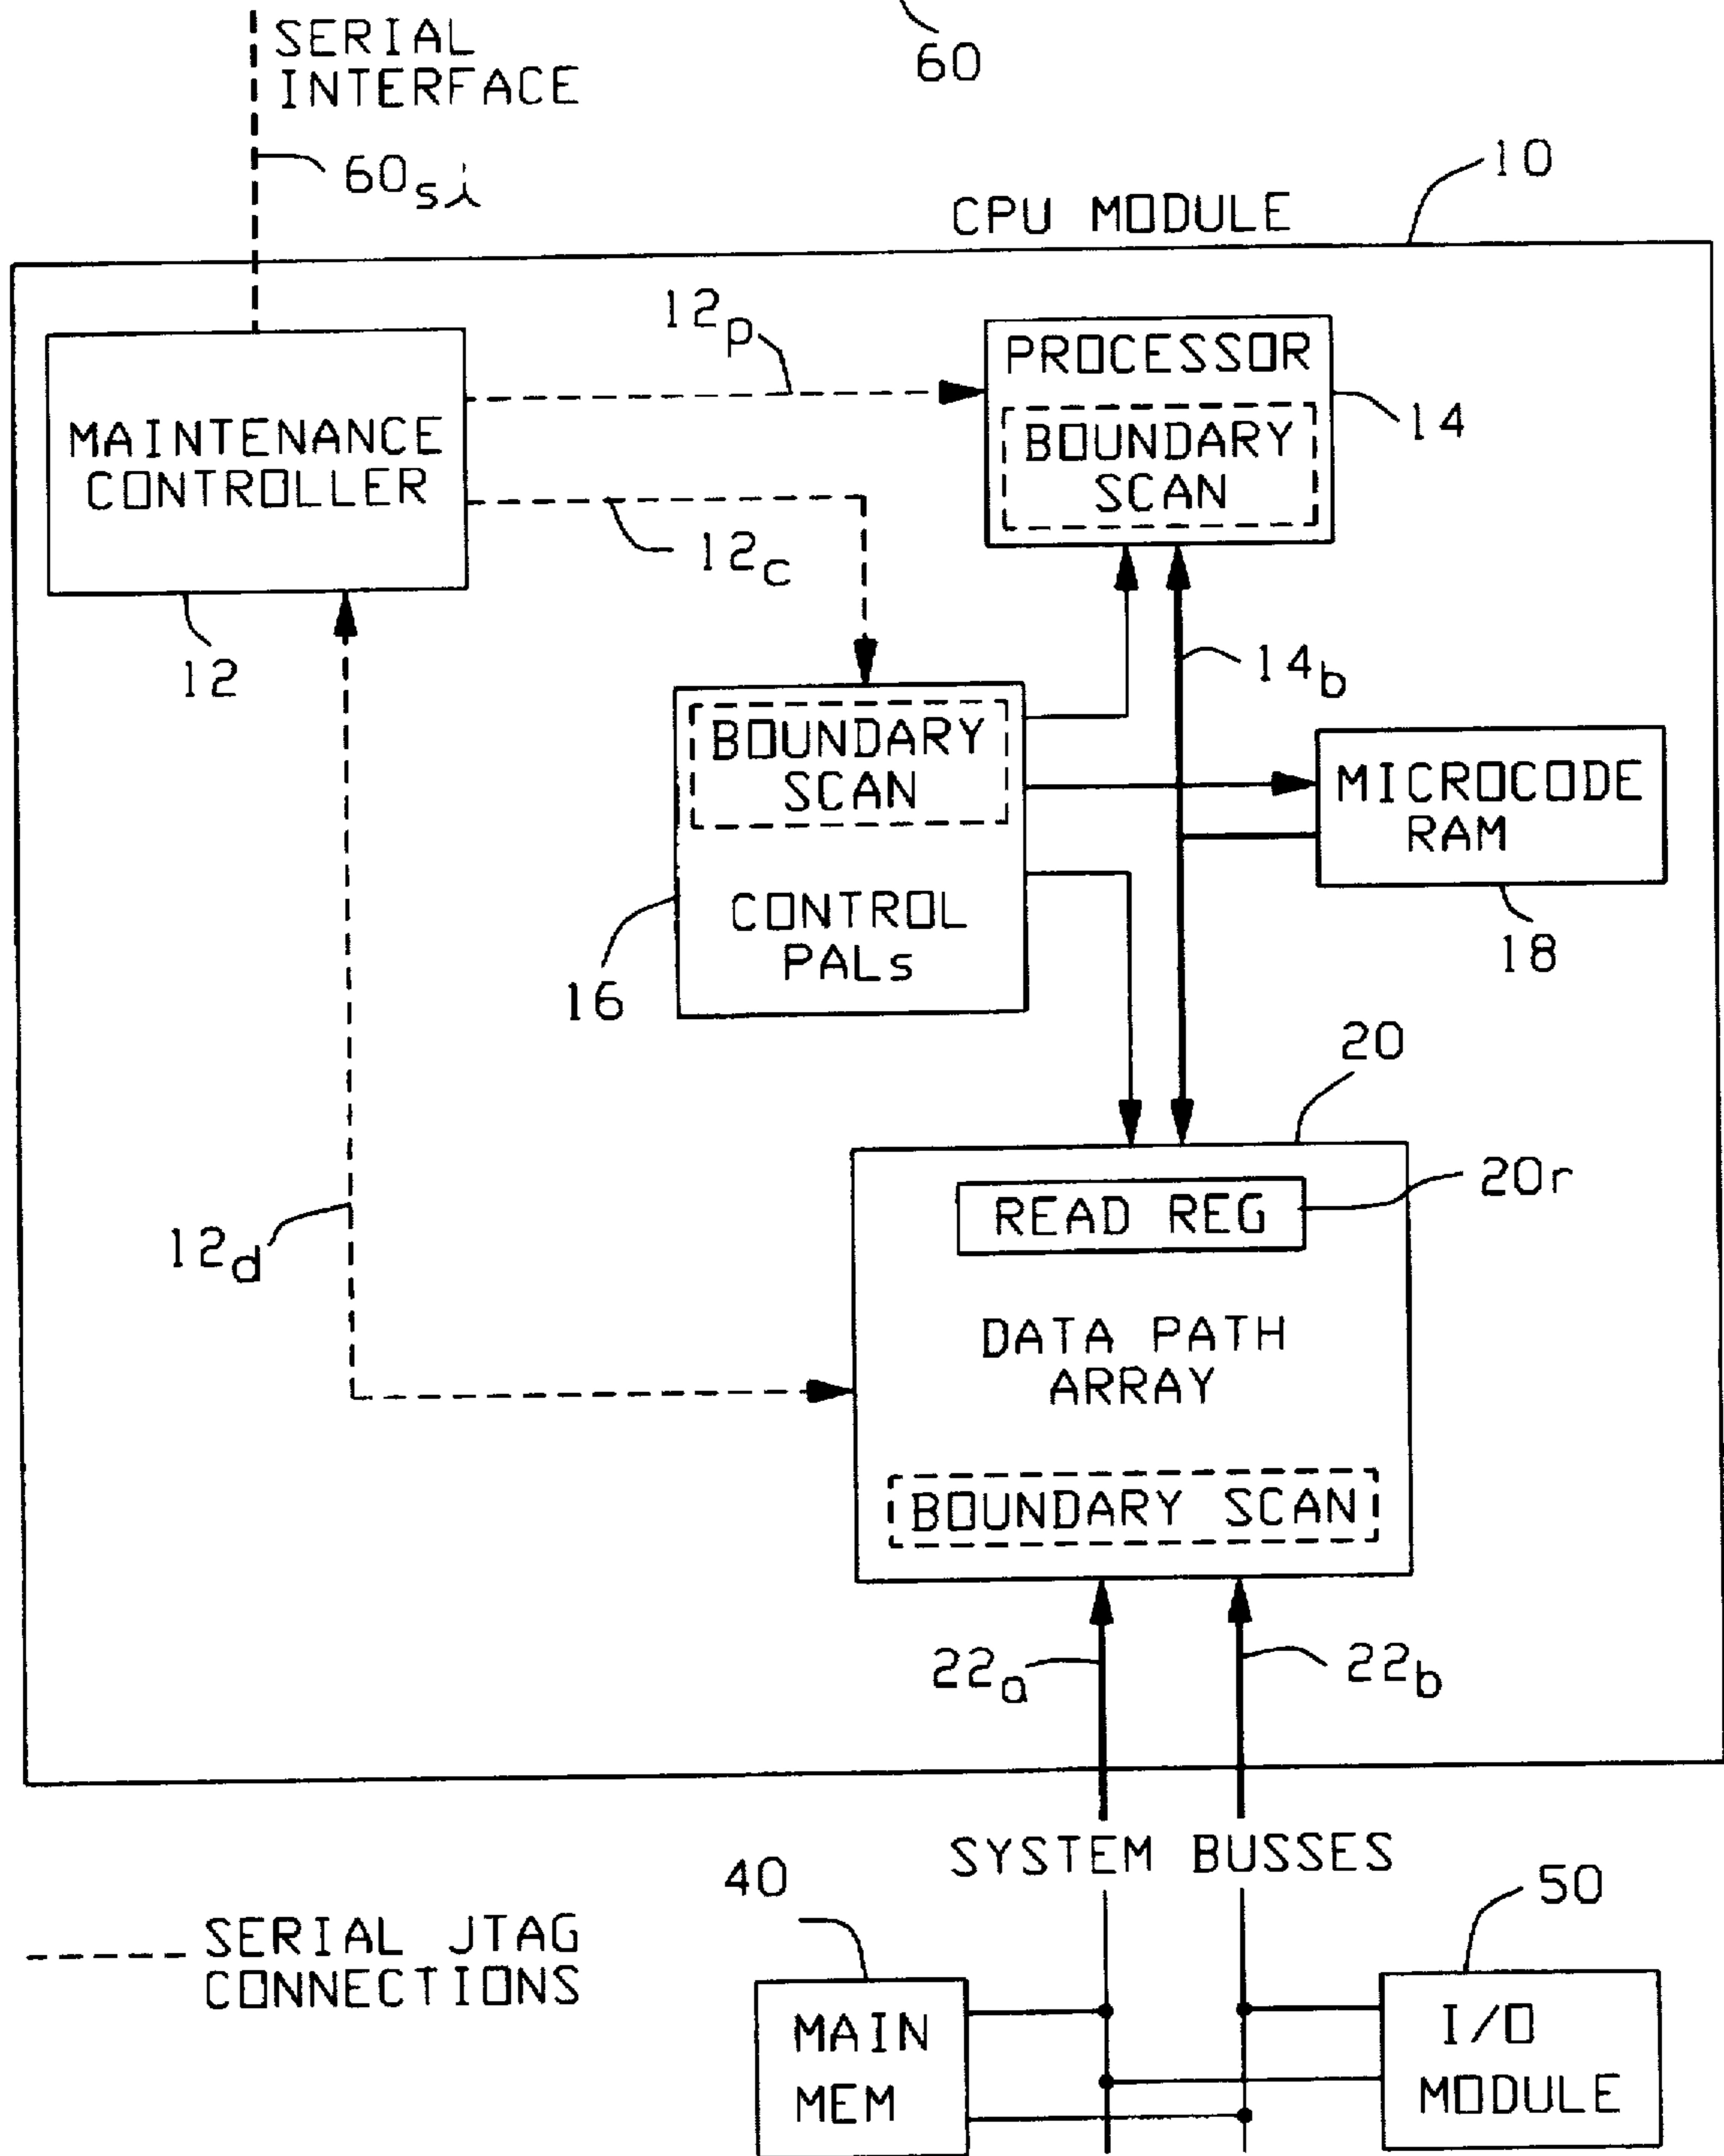 60
SERIAL
INTERFACE
60si
10
CPU MODULE
12p
PROCESSOR
BOUNDARY
SCAN
14
MAINTENANCE
CONTROLLER
12c
12
14b
BOUNDARY
SCAN
CONTROL
PALs
16
MICROCODE
RAM
18
20
READ REG
20r
12d
DATA PATH
ARRAY
BOUNDARY SCAN
22a
22b
SYSTEM BUSSES
SERIAL JTAG
CONNECTIONS
40
MAIN
MEM
50
I/O
MODULE